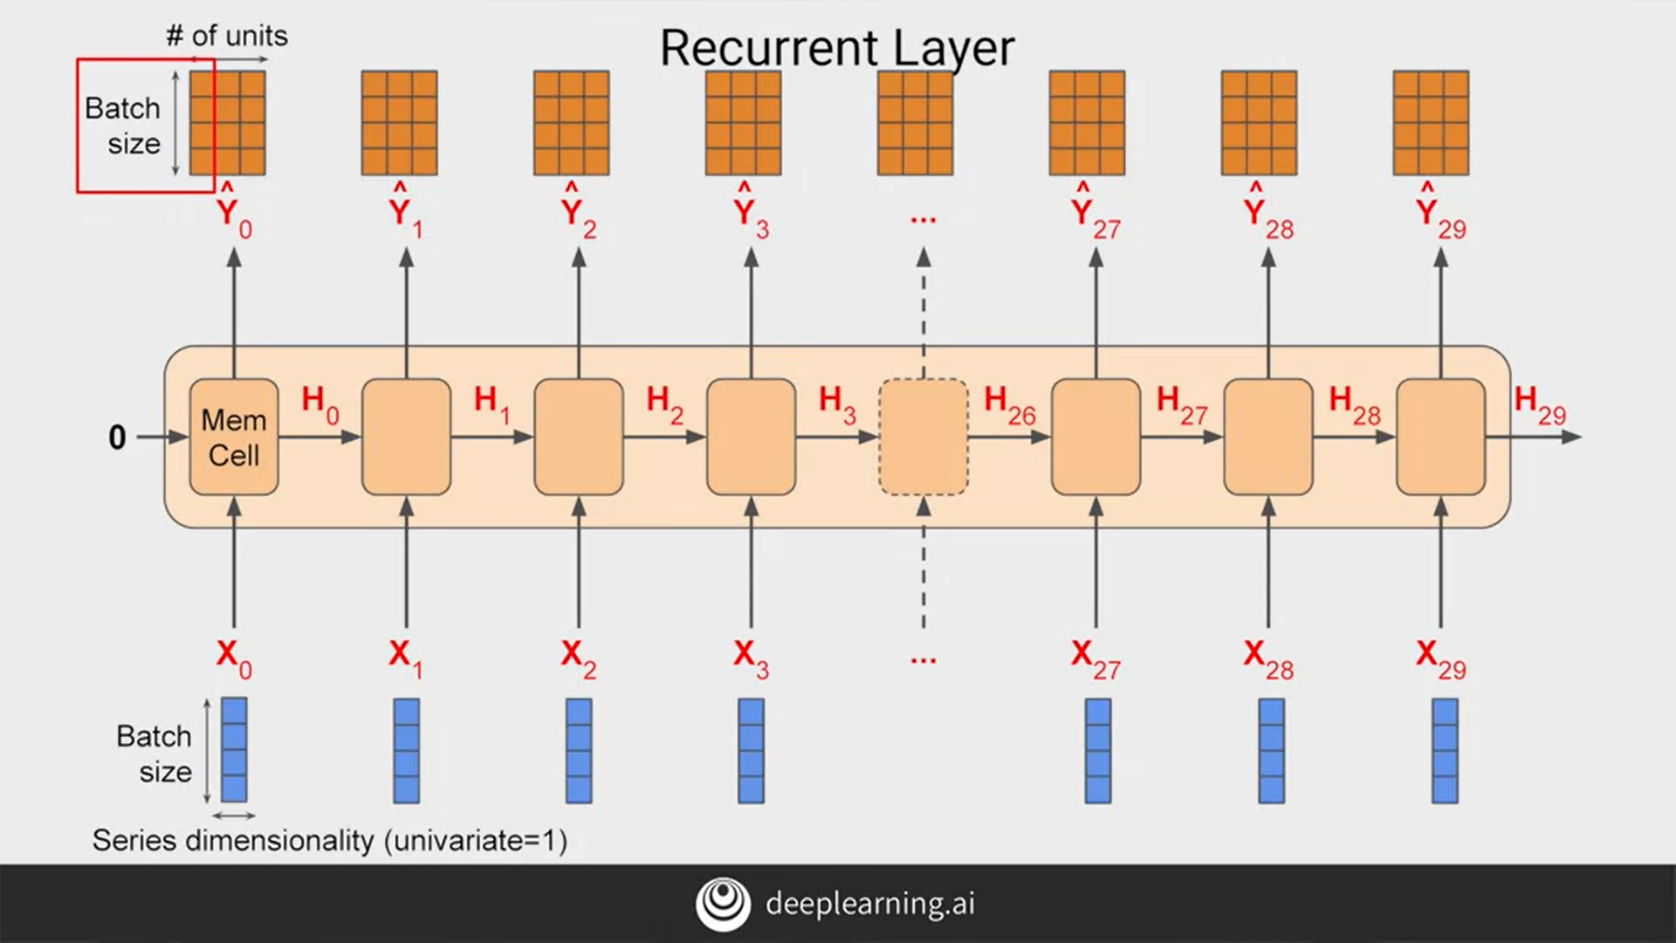 # of units
Recurrent Layer
Batch
size
Ŷ0 Ŷ1 Ŷ2 Ŷ3 ... Ŷ27 Ŷ28 Ŷ29
0 Mem
Cell
H0 H1 H2 H3 H26 H27 H28 H29
X0 X1 X2 X3 ... X27 X28 X29
Batch
size
Series dimensionality (univariate=1)
deeplearning.ai